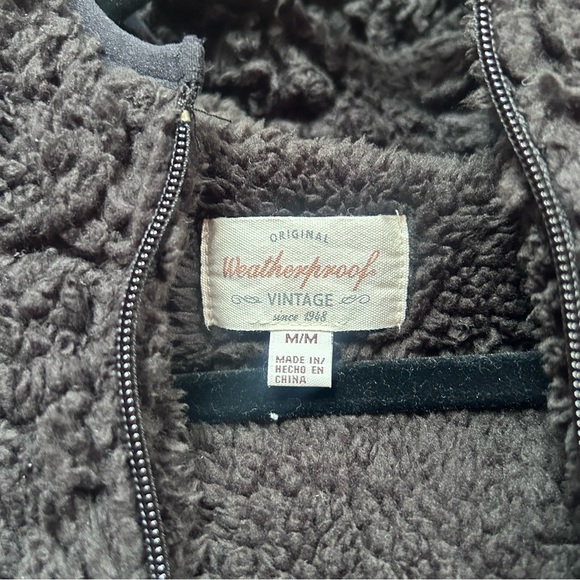 ORIGINAL
Weatherproof
VINTAGE
since 1948
M/M
MADE IN/
HECHO EN
CHINA